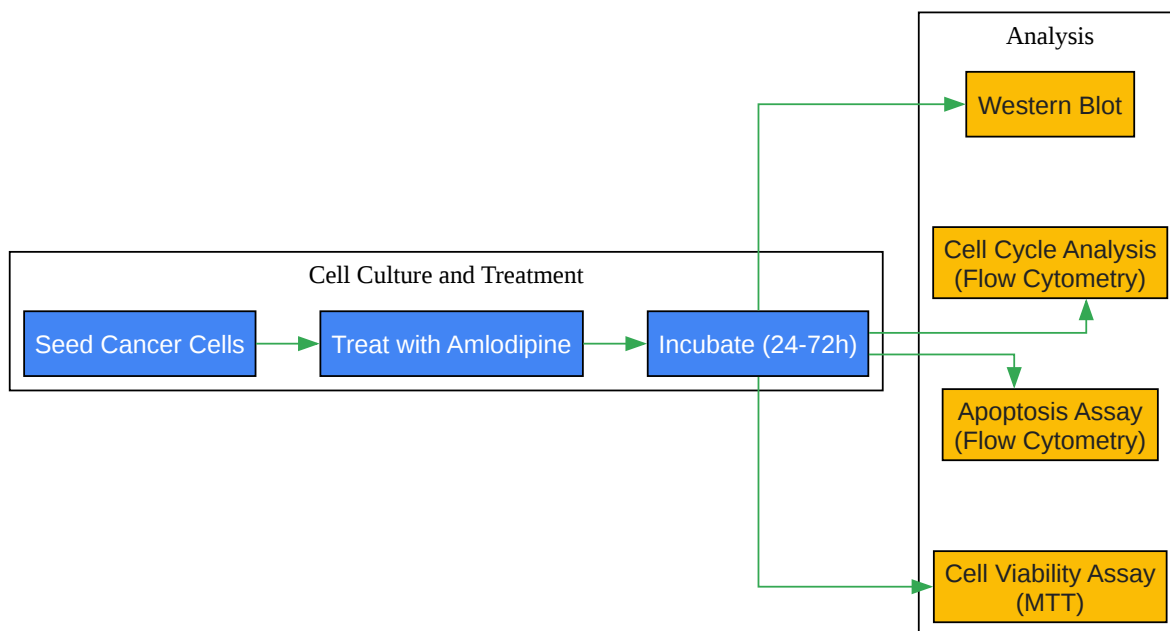 Cell Culture and Treatment
Seed Cancer Cells
Treat with Amlodipine
Incubate (24-72h)
Analysis
Western Blot
Cell Cycle Analysis
(Flow Cytometry)
Apoptosis Assay
(Flow Cytometry)
Cell Viability Assay
(MTT)